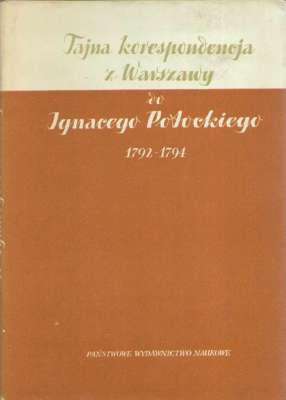 Tajna korespondencja
z Warszawy
do
Ignacego Potockiego
1792-1794
PAŃSTWOWE WYDAWNICTWO NAUKOWE